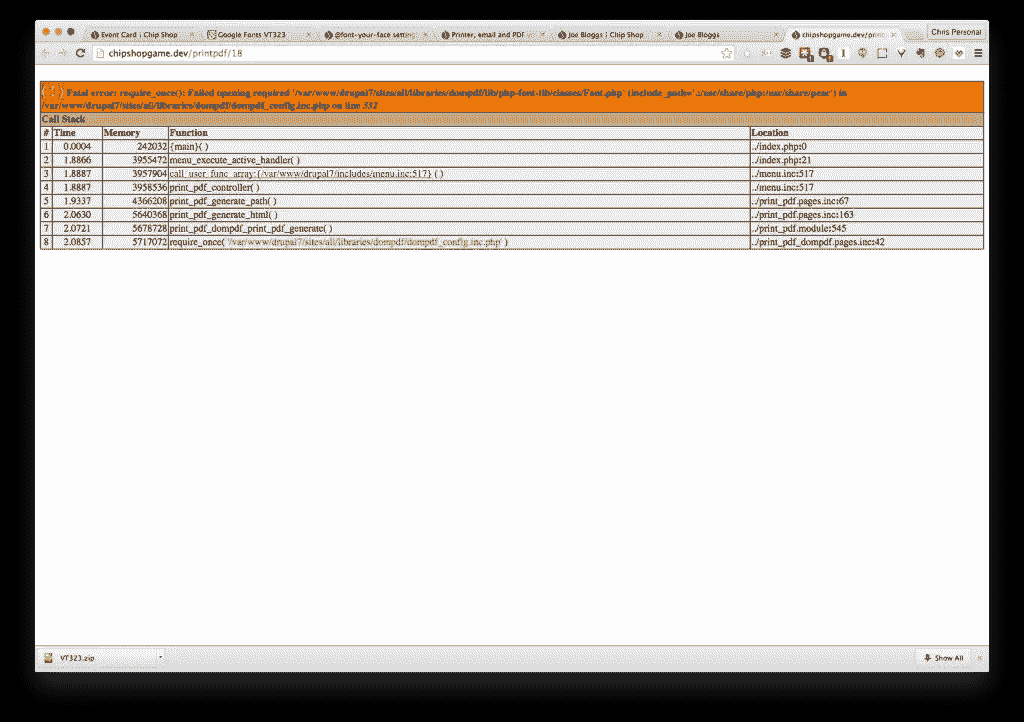 Event Card | Chip Shop
Google Fonts VT323
@font-your-face setting
Printer, email and PDF
Joe Bloggs | Chip Shop
Joe Bloggs
chipshopgame.dev/print
Chris Personal
chipshopgame.dev/printpdf/18
( ! ) Fatal error: require_once(): Failed opening required '/var/www/drupal7/sites/all/libraries/dompdf/lib/php-font-lib/classes/Font.php' (include_path='.:/usr/share/php:/usr/share/pear') in
/var/www/drupal7/sites/all/libraries/dompdf/dompdf_config.inc.php on line 332
Call Stack
# Time Memory Function Location
1 0.0004 242032 {main}( ) ../index.php:0
2 1.8866 3955472 menu_execute_active_handler( ) ../index.php:21
3 1.8887 3957904 call_user_func_array:{/var/www/drupal7/includes/menu.inc:517} ( ) ../menu.inc:517
4 1.8887 3958536 print_pdf_controller( ) ../menu.inc:517
5 1.9337 4366208 print_pdf_generate_path( ) ../print_pdf.pages.inc:67
6 2.0630 5640368 print_pdf_generate_html( ) ../print_pdf.pages.inc:163
7 2.0721 5678728 print_pdf_dompdf_print_pdf_generate( ) ../print_pdf.module:545
8 2.0857 5717072 require_once( '/var/www/drupal7/sites/all/libraries/dompdf/dompdf_config.inc.php' ) ../print_pdf_dompdf.pages.inc:42
VT323.zip
Show All